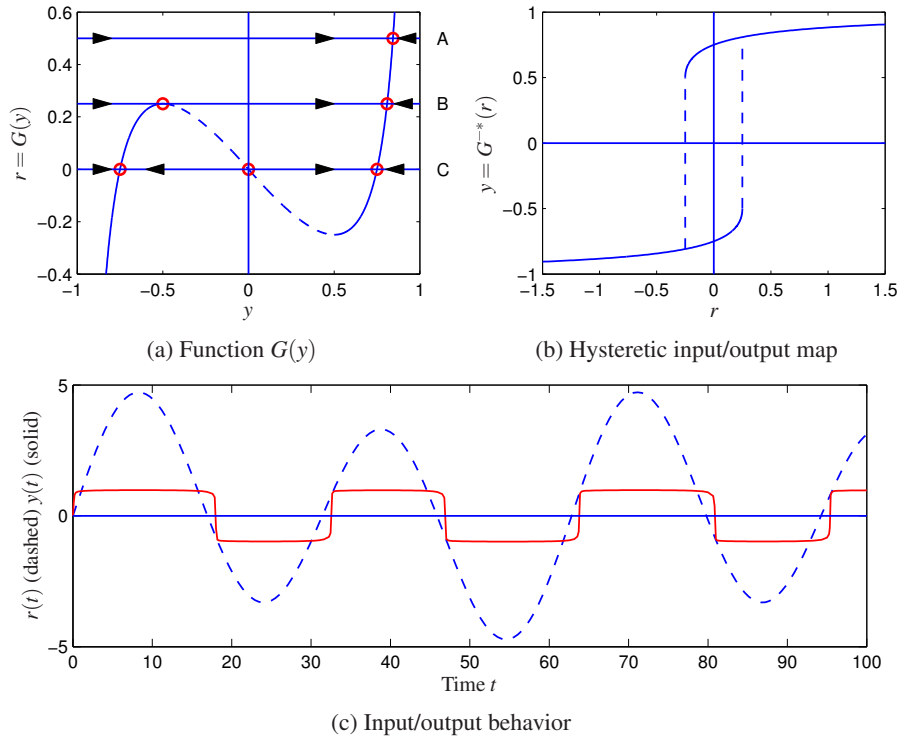 0.6
0.4
0.2
0
−0.2
0.4
r = G(y)
A
B
C
−1
−0.5
0
0.5
1
y
(a) Function G(y)
1
0.5
0
−0.5
−1
y = G⁻*(r)
−1.5
−0.5
0
0.5
1.5
r
(b) Hysteretic input/output map
5
0
−5
r(t) (dashed) y(t) (solid)
0 10 20 30 40 50 60 70 80 90 100
Time t
(c) Input/output behavior